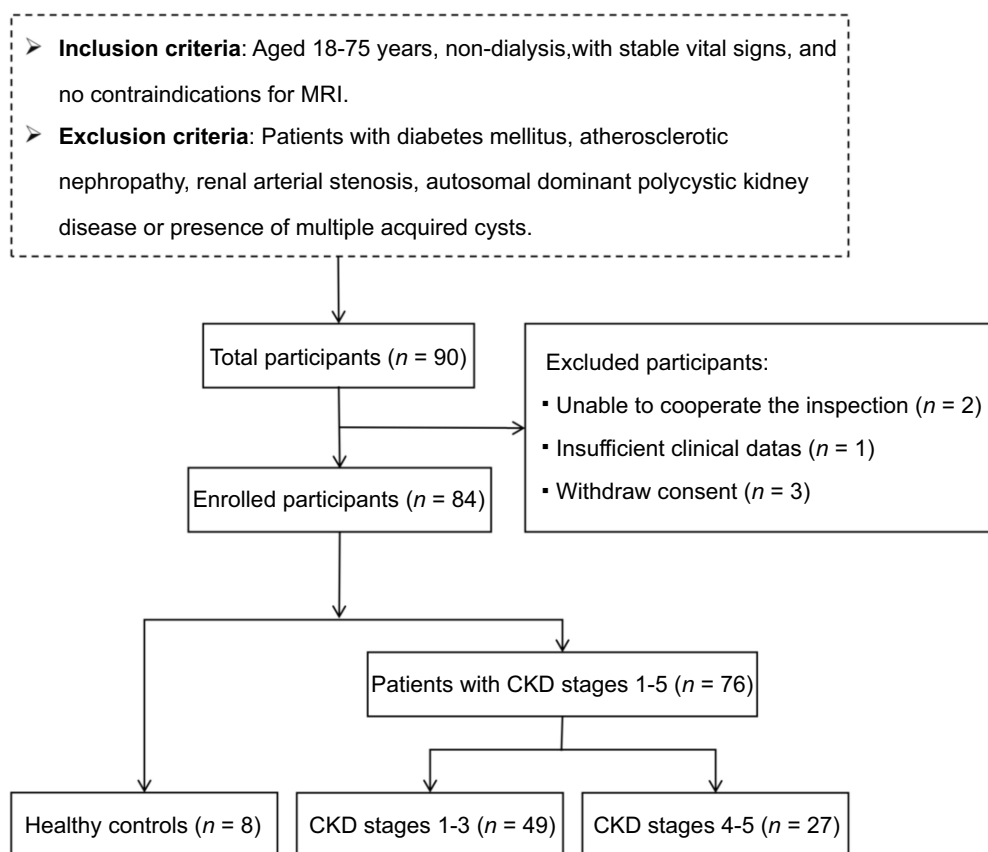 ➢ Inclusion criteria: Aged 18-75 years, non-dialysis,with stable vital signs, and
no contraindications for MRI.
➢ Exclusion criteria: Patients with diabetes mellitus, atherosclerotic
nephropathy, renal arterial stenosis, autosomal dominant polycystic kidney
disease or presence of multiple acquired cysts.
Total participants (n = 90)
Excluded participants:
▪ Unable to cooperate the inspection (n = 2)
▪ Insufficient clinical datas (n = 1)
▪ Withdraw consent (n = 3)
Enrolled participants (n = 84)
Patients with CKD stages 1-5 (n = 76)
Healthy controls (n = 8)
CKD stages 1-3 (n = 49)
CKD stages 4-5 (n = 27)